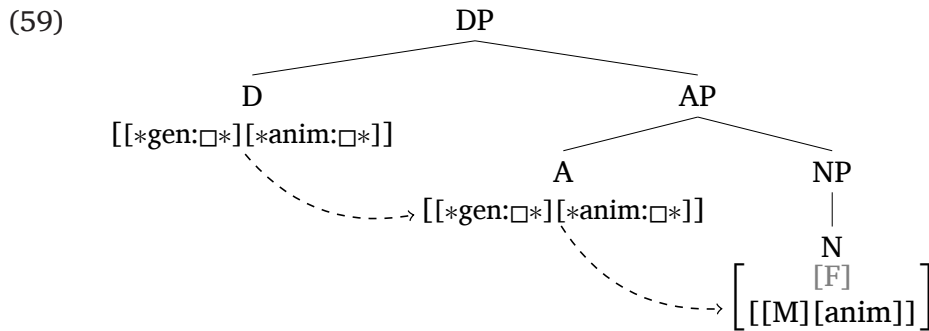 (59)
DP
D AP
[[∗gen:□∗][∗anim:□∗]]
A NP
[[∗gen:□∗][∗anim:□∗]]
N
[F]
[[M][anim]]